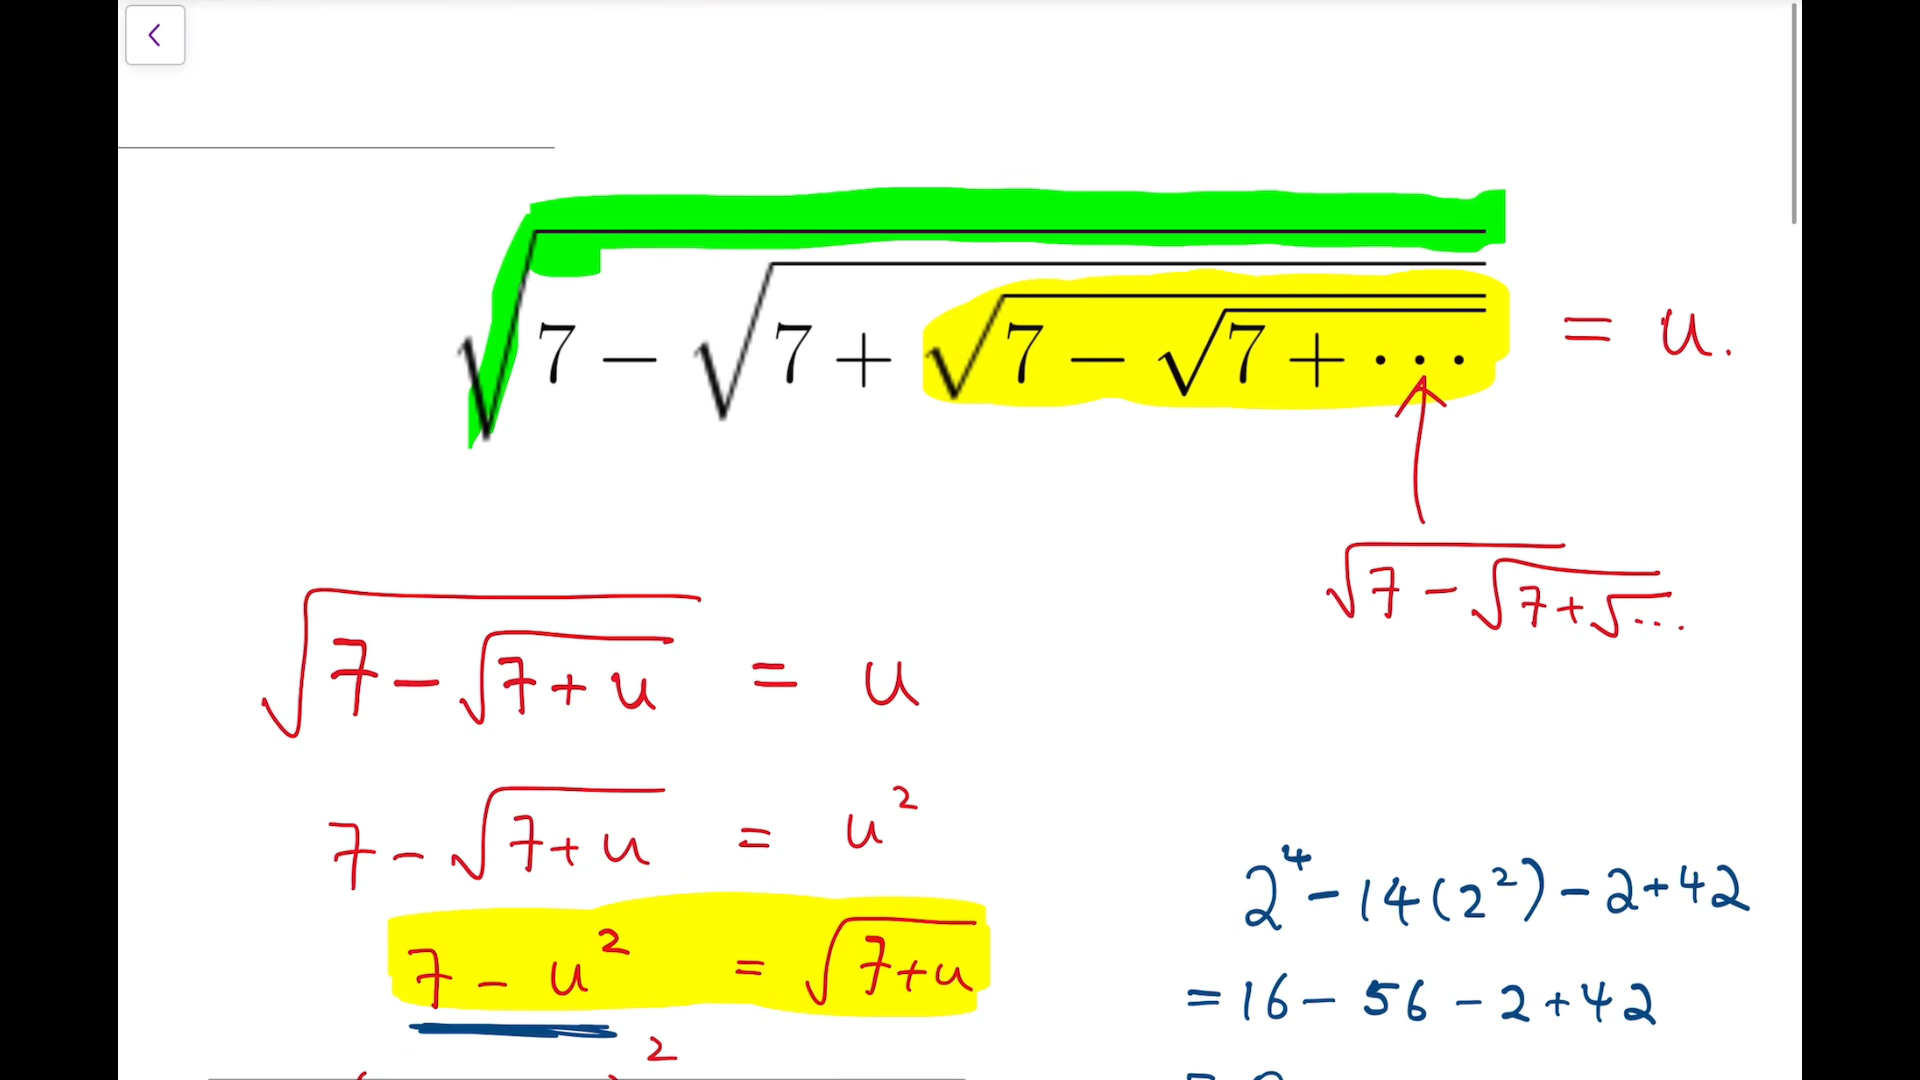 √(7 − √(7 + √(7 − √(7 + ···)))) = u.
√(7 − √(7 + √...
√(7 − √(7 + u)) = u
7 − √(7 + u) = u²
7 − u² = √(7 + u)
2
2⁴ − 14(2²) − 2 + 42
= 16 − 56 − 2 + 42